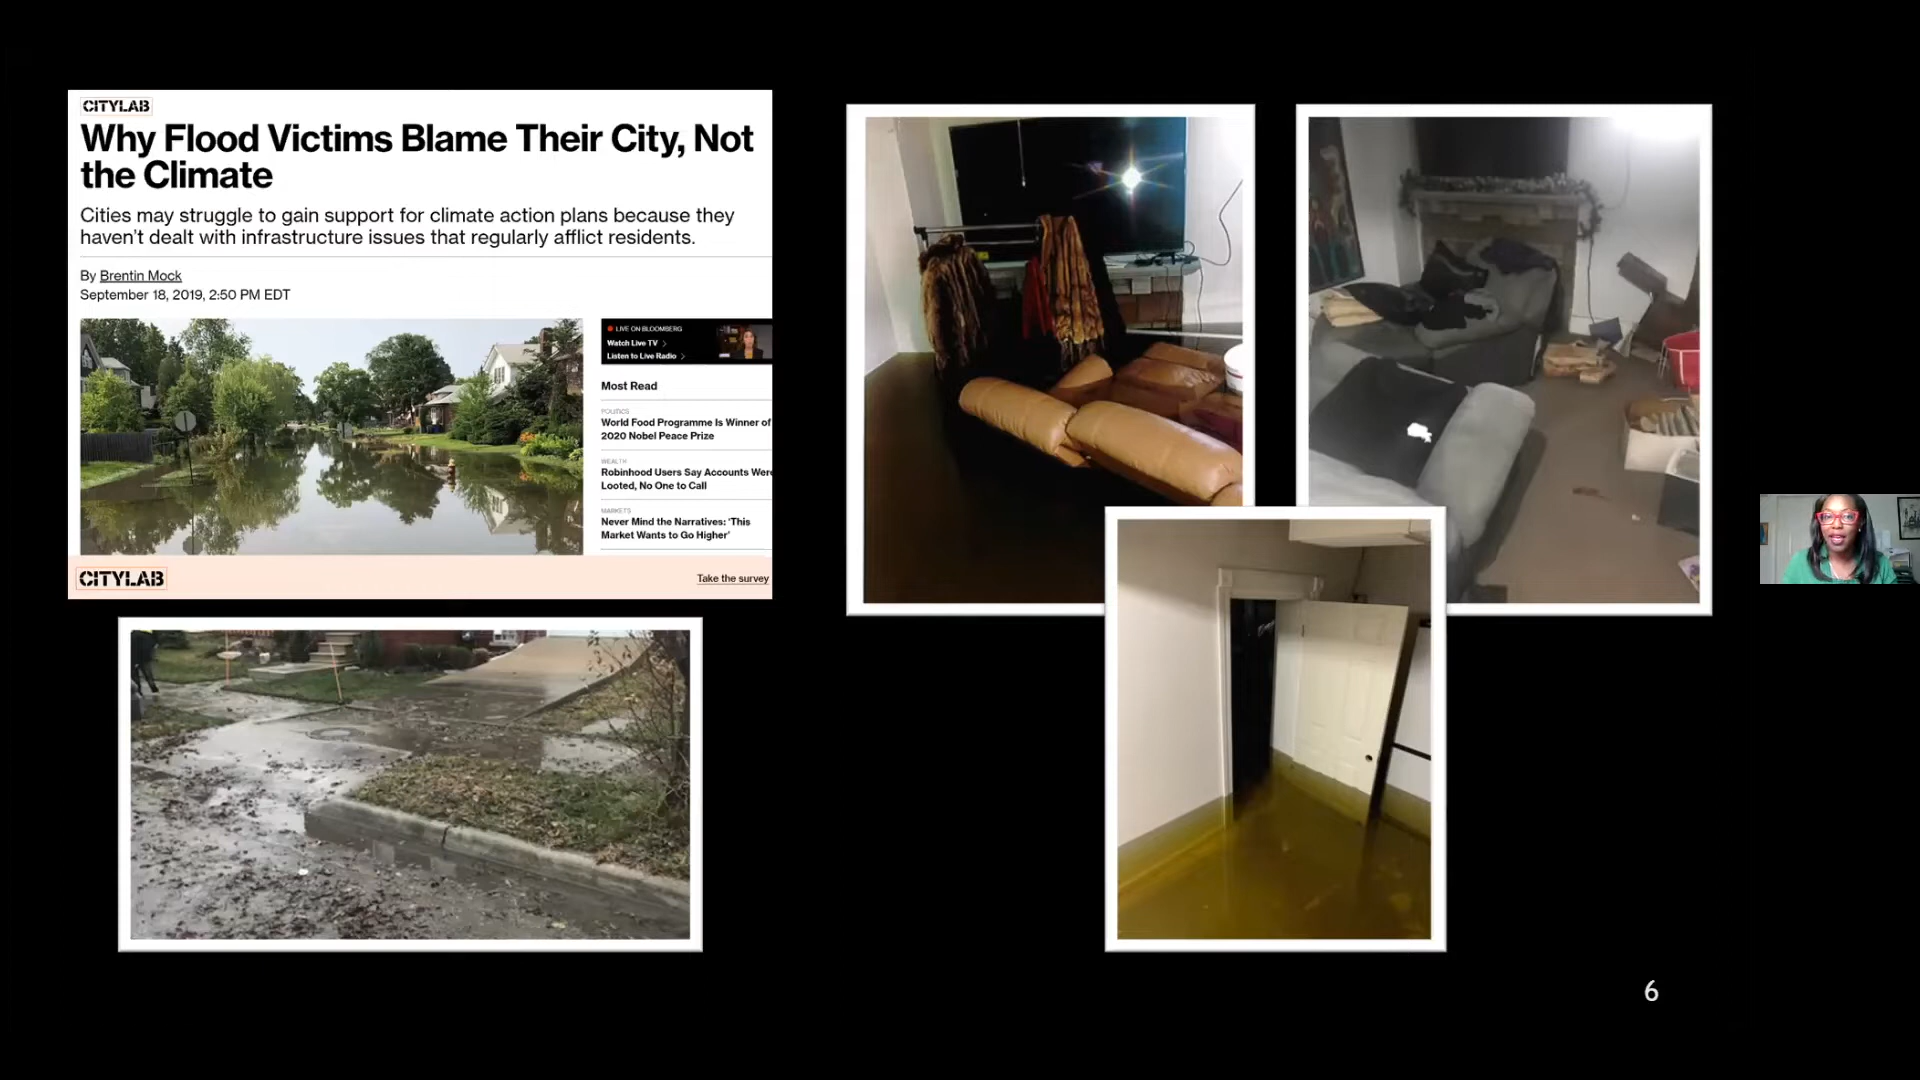 CITYLAB
Why Flood Victims Blame Their City, Not
the Climate
Cities may struggle to gain support for climate action plans because they
haven't dealt with infrastructure issues that regularly afflict residents.
By Brentin Mock
September 18, 2019, 2:50 PM EDT
LIVE ON BLOOMBERG
Watch Live TV >
Listen to Live Radio >
Most Read
POLITICS
World Food Programme Is Winner of
2020 Nobel Peace Prize
WEALTH
Robinhood Users Say Accounts Were
Looted, No One to Call
MARKETS
Never Mind the Narratives: ‘This
Market Wants to Go Higher’
CITYLAB
Take the survey
6